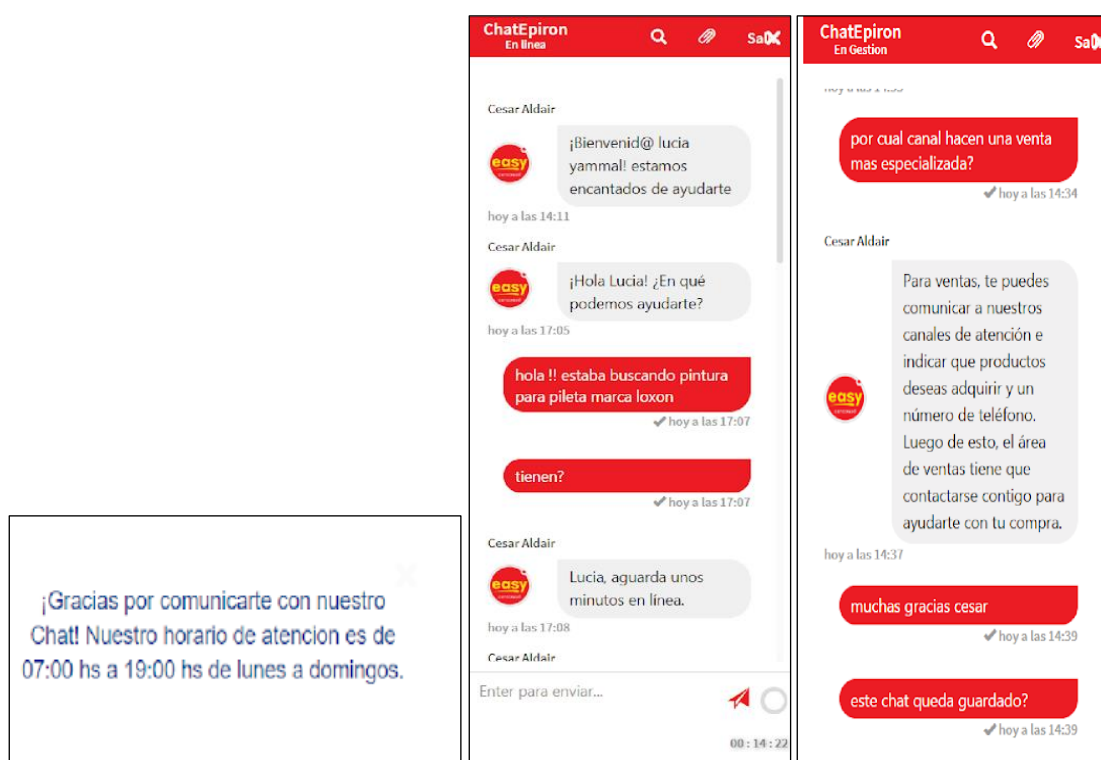 ¡Gracias por comunicarte con nuestro
Chat! Nuestro horario de atencion es de
07:00 hs a 19:00 hs de lunes a domingos.
ChatEpiron
En linea
Cesar Aldair
easy
¡Bienvenid@ lucia
yammal! estamos
encantados de ayudarte
hoy a las 14:11
Cesar Aldair
easy
¡Hola Lucia! ¿En qué
podemos ayudarte?
hoy a las 17:05
hola !! estaba buscando pintura
para pileta marca loxon
hoy a las 17:07
tienen?
hoy a las 17:07
Cesar Aldair
easy
Lucia, aguarda unos
minutos en línea.
hoy a las 17:08
Cesar Aldair
Enter para enviar...
00:14:22
ChatEpiron
En Gestion
por cual canal hacen una venta
mas especializada?
hoy a las 14:34
Cesar Aldair
easy
Para ventas, te puedes
comunicar a nuestros
canales de atención e
indicar que productos
deseas adquirir y un
número de teléfono.
Luego de esto, el área
de ventas tiene que
contactarse contigo para
ayudarte con tu compra.
hoy a las 14:37
muchas gracias cesar
hoy a las 14:39
este chat queda guardado?
hoy a las 14:39